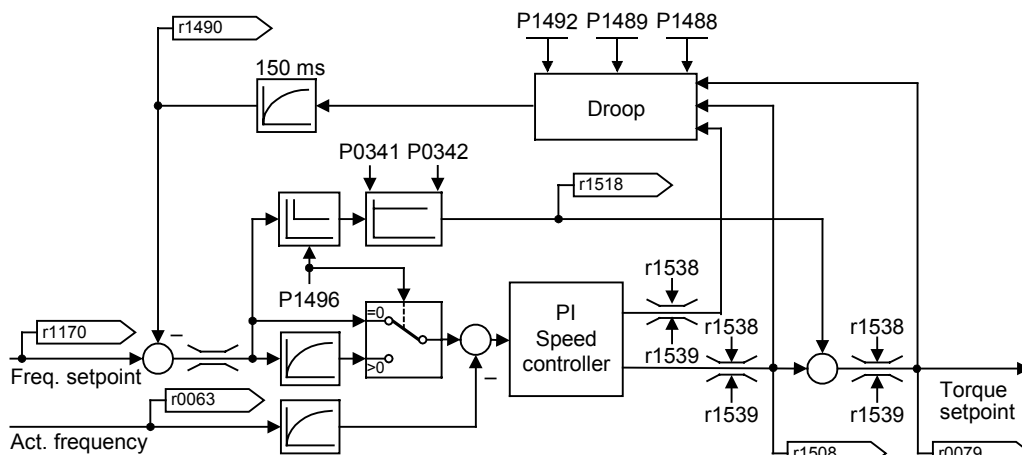 r1490
P1492 P1489 P1488
150 ms
Droop
P0341 P0342
r1518
P1496
r1538
r1170
=0
PI
Speed
controller
r1538
r1538
Freq. setpoint
>0
r1539
r0063
r1539
r1539
Torque
setpoint
Act. frequency
r1508
r0079